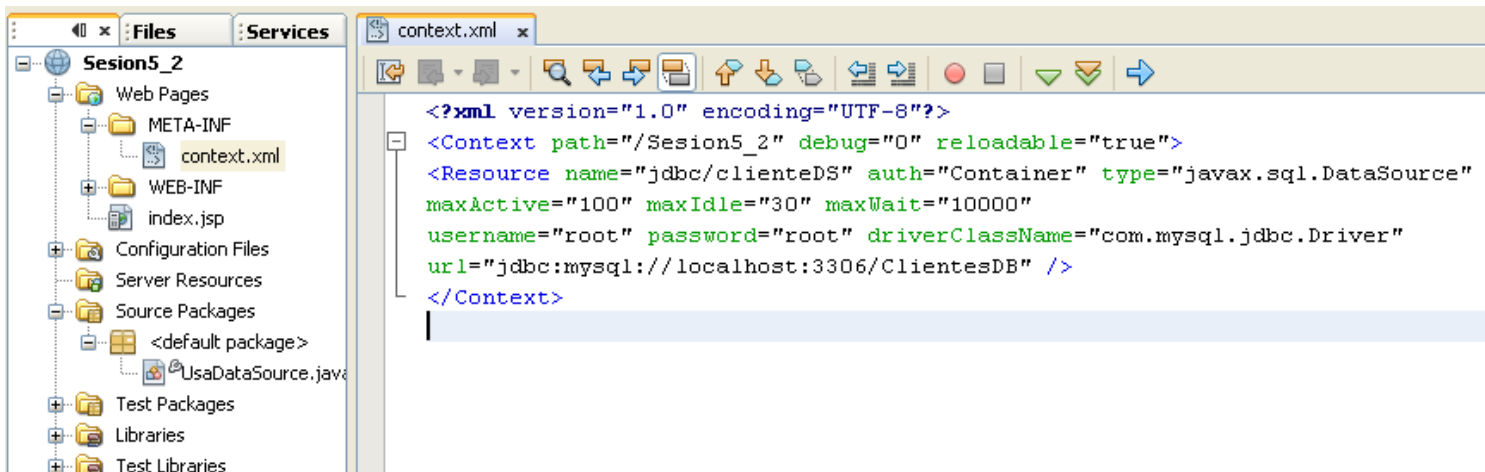 Files
Services
Sesion5_2
Web Pages
META-INF
context.xml
WEB-INF
index.jsp
Configuration Files
Server Resources
Source Packages
<default package>
UsaDataSource.java
Test Packages
Libraries
Test Libraries
context.xml
<?xml version="1.0" encoding="UTF-8"?>
<Context path="/Sesion5_2" debug="0" reloadable="true">
<Resource name="jdbc/clienteDS" auth="Container" type="javax.sql.DataSource"
maxActive="100" maxIdle="30" maxWait="10000"
username="root" password="root" driverClassName="com.mysql.jdbc.Driver"
url="jdbc:mysql://localhost:3306/ClientesDB" />
</Context>